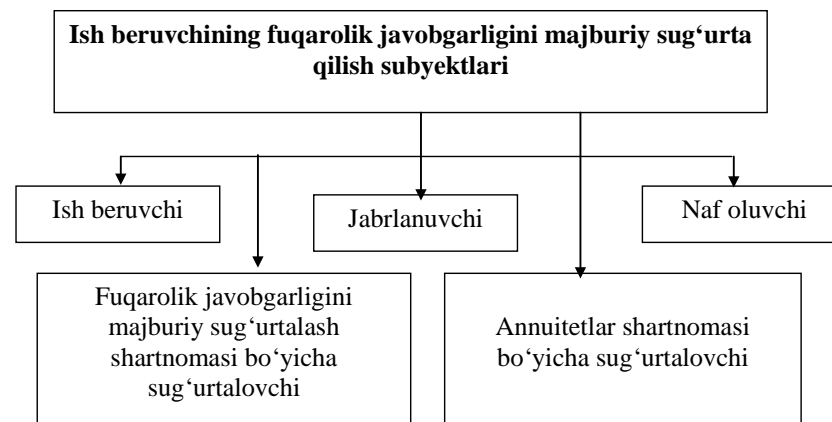 Ish beruvchining fuqarolik javobgarligini majburiy sug‘urta
qilish subyektlari
Ish beruvchi
Jabrlanuvchi
Naf oluvchi
Fuqarolik javobgarligini
majburiy sug‘urtalash
shartnomasi bo‘yicha
sug‘urtalovchi
Annuitetlar shartnomasi
bo‘yicha sug‘urtalovchi